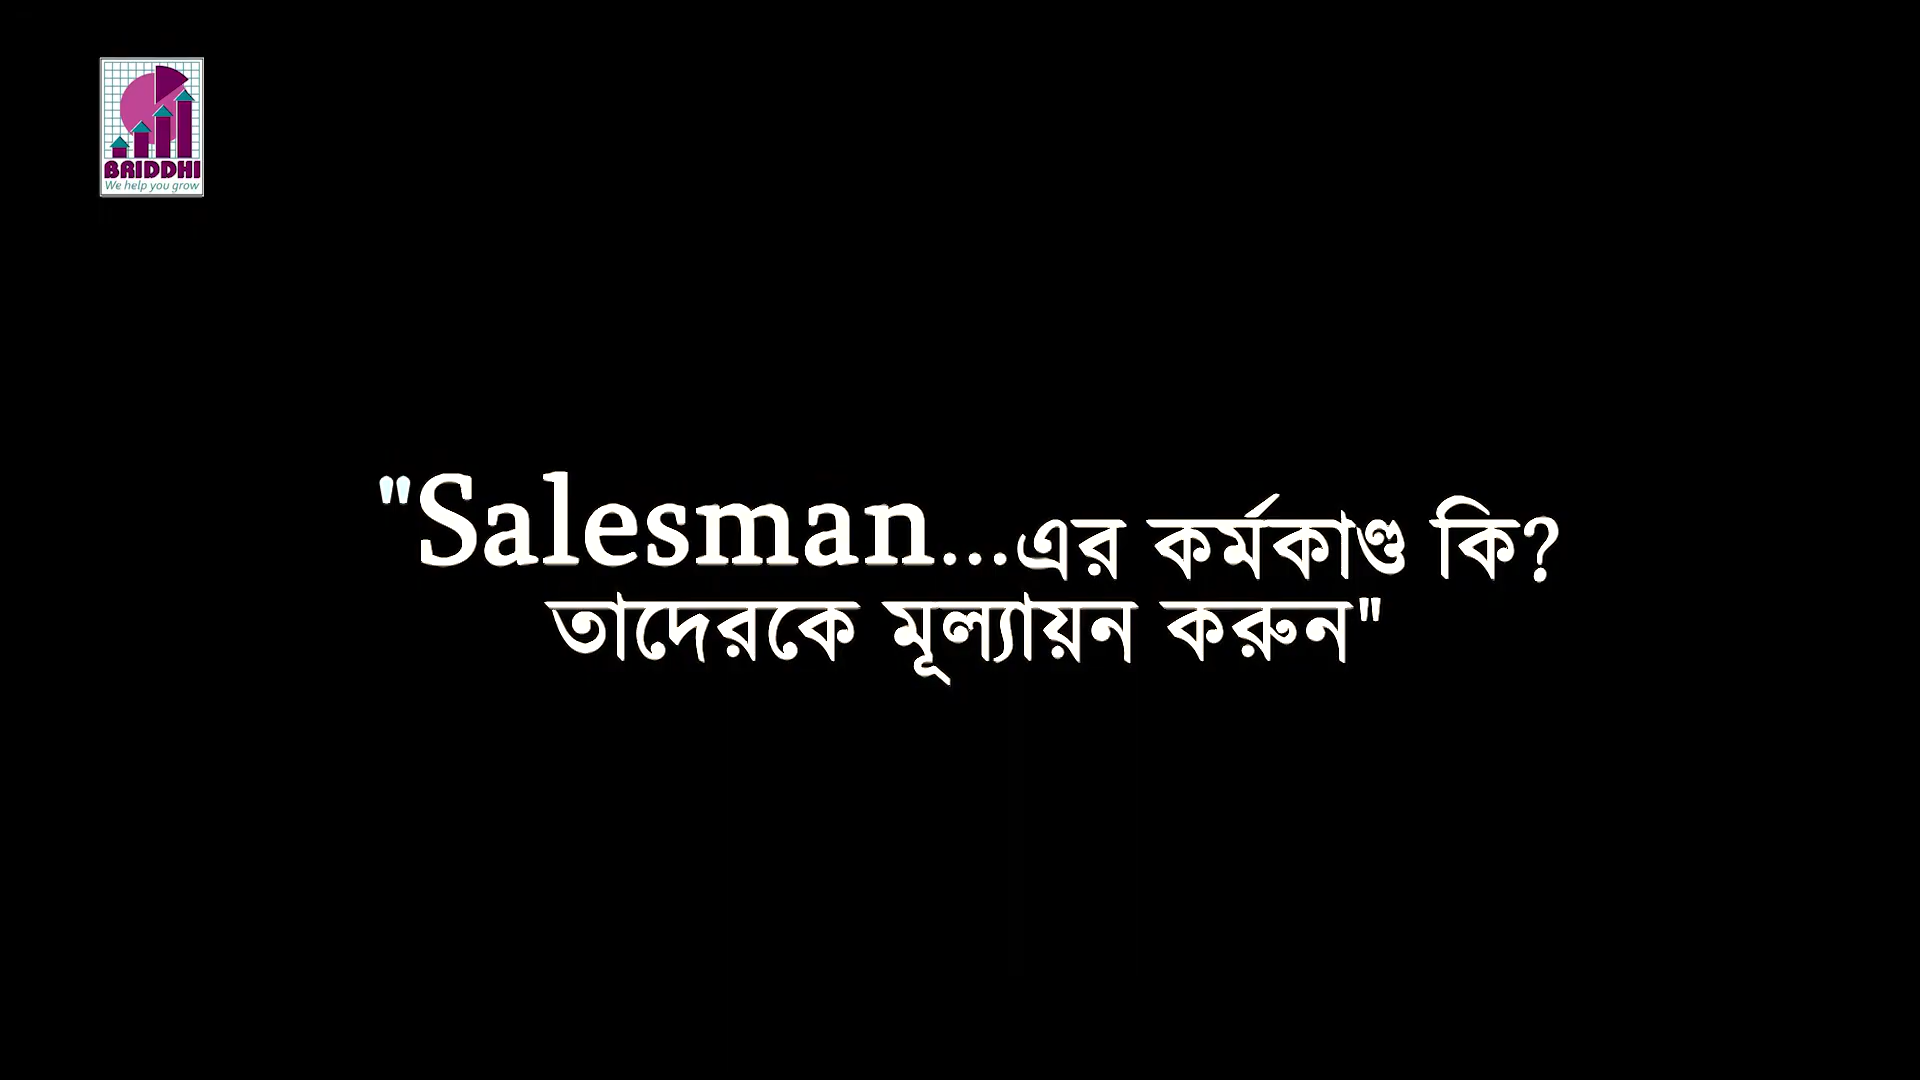 BRIDDHI
We help you grow
"Salesman...এর কর্মকাণ্ড কি?
তাদেরকে মূল্যায়ন করুন"